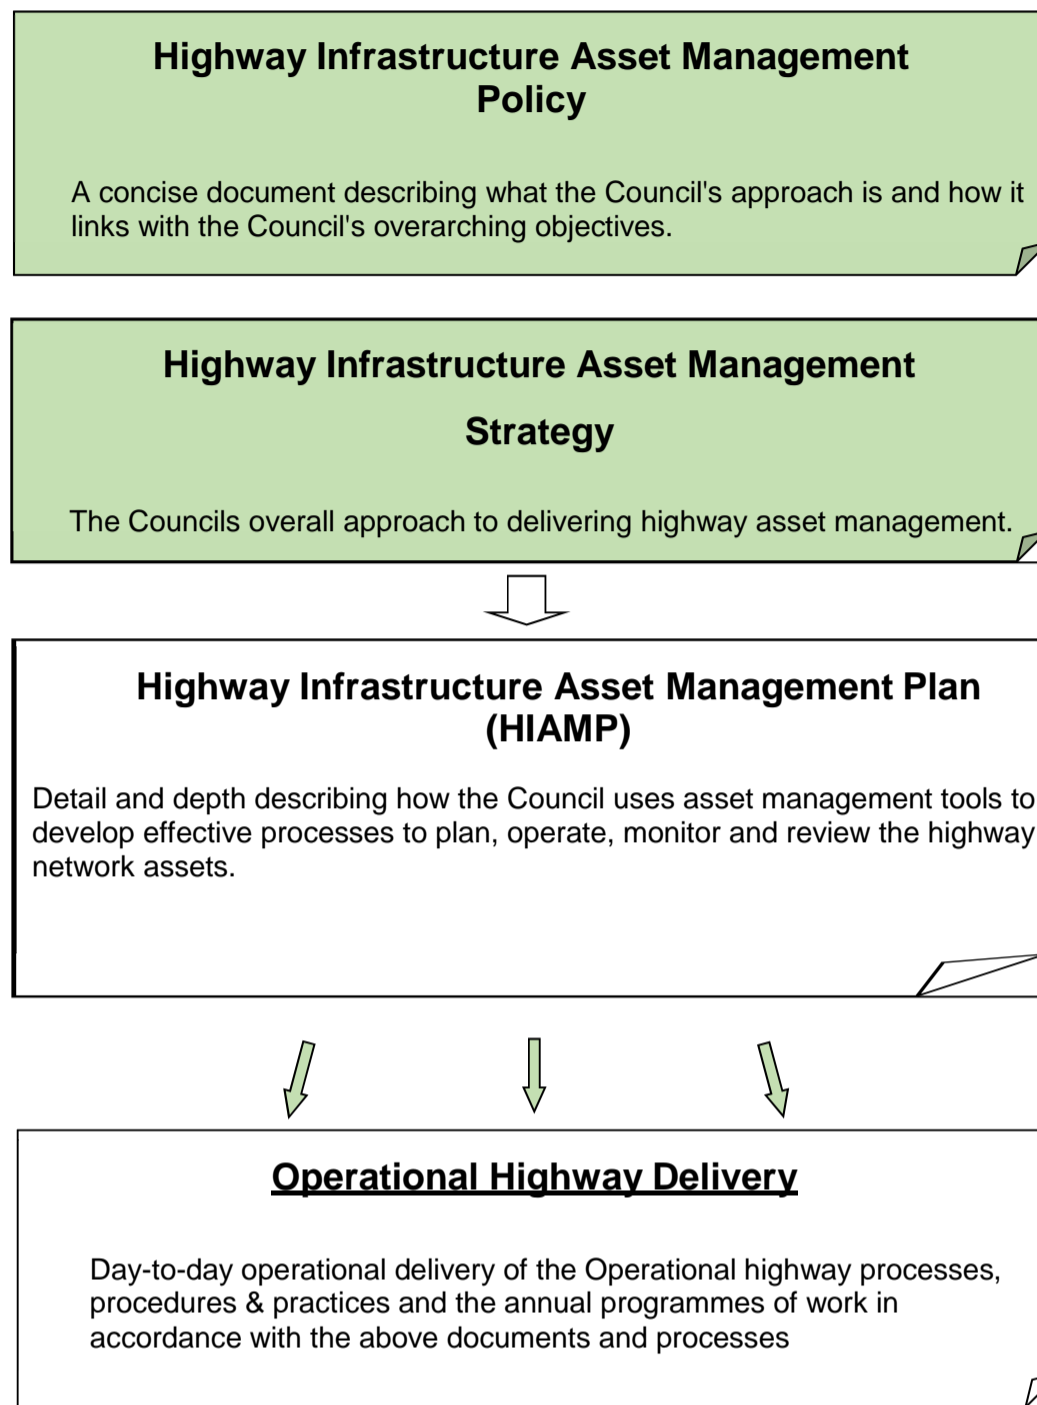 Highway Infrastructure Asset Management
Policy
A concise document describing what the Council's approach is and how it
links with the Council's overarching objectives.
Highway Infrastructure Asset Management
Strategy
The Councils overall approach to delivering highway asset management.
Highway Infrastructure Asset Management Plan
(HIAMP)
Detail and depth describing how the Council uses asset management tools to
develop effective processes to plan, operate, monitor and review the highway
network assets.
Operational Highway Delivery
Day-to-day operational delivery of the Operational highway processes,
procedures & practices and the annual programmes of work in
accordance with the above documents and processes